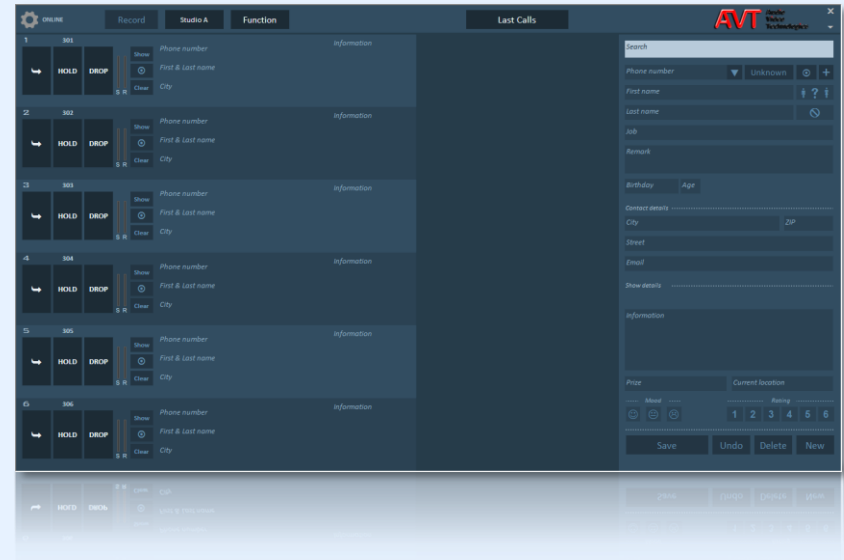 ONLINE Record Studio A Function Last Calls AVT Audio Video Technologies
1 301 Information
Show Phone number
HOLD DROP First & Last name
S R Clear City
2 302 Information
Show Phone number
HOLD DROP First & Last name
S R Clear City
3 303 Information
Show Phone number
HOLD DROP First & Last name
S R Clear City
4 304 Information
Show Phone number
HOLD DROP First & Last name
S R Clear City
5 305 Information
Show Phone number
HOLD DROP First & Last name
S R Clear City
6 306 Information
Show Phone number
HOLD DROP First & Last name
S R Clear City
Search
Phone number Unknown +
First name ?
Last name
Job
Remark
Birthday Age
Contact details
City ZIP
Street
Email
Show details
Information
Prize Current location
Mood Rating
1 2 3 4 5 6
Save Undo Delete New